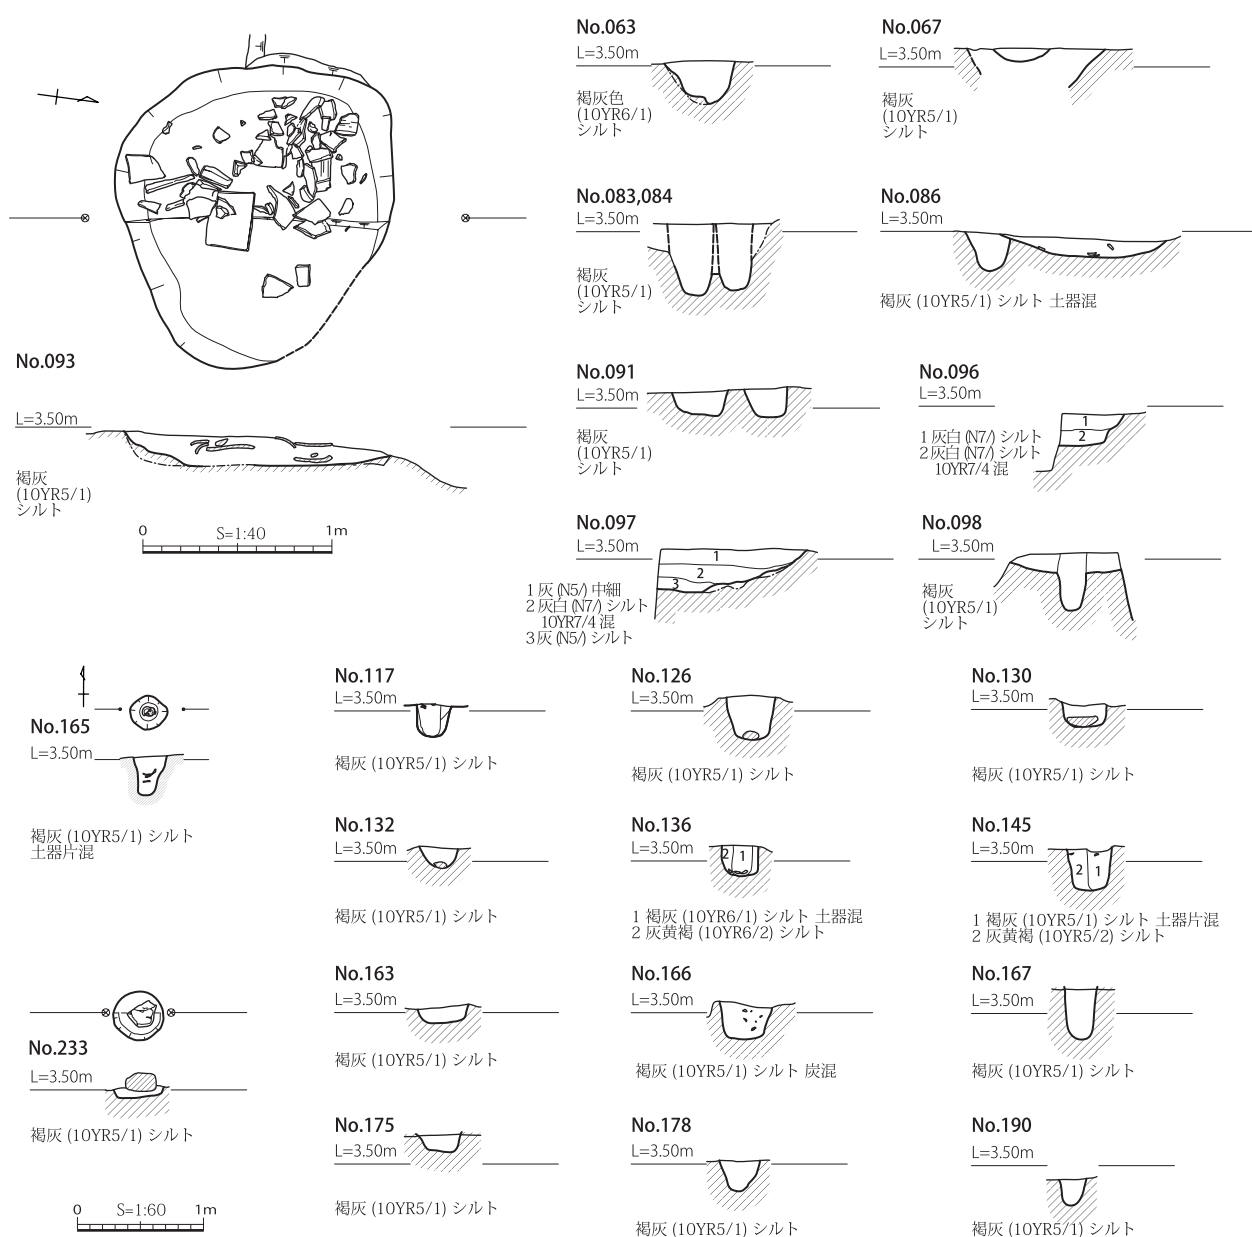 No.063
L=3.50m
褐灰色
(10YR6/1)
シルト
No.067
L=3.50m
褐灰
(10YR5/1)
シルト
No.083,084
L=3.50m
褐灰
(10YR5/1)
シルト
No.086
L=3.50m
褐灰 (10YR5/1) シルト 土器混
No.093
L=3.50m
褐灰
(10YR5/1)
シルト
0 S=1:40 1m
No.091
L=3.50m
褐灰
(10YR5/1)
シルト
No.096
L=3.50m
1
2
1 灰白 (N7/) シルト
2 灰白 (N7/) シルト
10YR7/4 混
No.097
L=3.50m
1
2
3
1 灰 (N5/) 中細
2 灰白 (N7/) シルト
10YR7/4 混
3 灰 (N5/) シルト
No.098
L=3.50m
褐灰
(10YR5/1)
シルト
No.165
L=3.50m
褐灰 (10YR5/1) シルト
土器片混
No.117
L=3.50m
褐灰 (10YR5/1) シルト
No.126
L=3.50m
褐灰 (10YR5/1) シルト
No.130
L=3.50m
褐灰 (10YR5/1) シルト
No.132
L=3.50m
褐灰 (10YR5/1) シルト
No.136
L=3.50m
2 1
1 褐灰 (10YR6/1) シルト 土器混
2 灰黄褐 (10YR6/2) シルト
No.145
L=3.50m
2 1
1 褐灰 (10YR5/1) シルト 土器片混
2 灰黄褐 (10YR5/2) シルト
No.233
L=3.50m
褐灰 (10YR5/1) シルト
No.163
L=3.50m
褐灰 (10YR5/1) シルト
No.166
L=3.50m
褐灰 (10YR5/1) シルト 炭混
No.167
L=3.50m
褐灰 (10YR5/1) シルト
No.175
L=3.50m
褐灰 (10YR5/1) シルト
No.178
L=3.50m
褐灰 (10YR5/1) シルト
No.190
L=3.50m
褐灰 (10YR5/1) シルト
0 S=1:60 1m